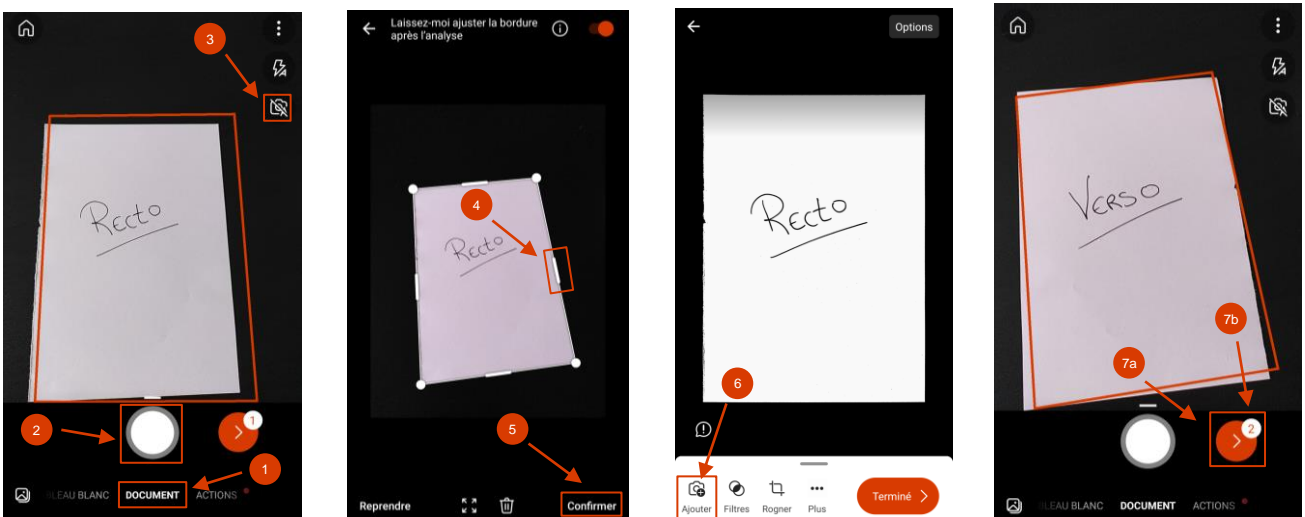 3
RECTO
2
1
1
LEAU BLANC
DOCUMENT
ACTIONS
Laissez-moi ajuster la bordure
après l'analyse
4
RECTO
5
Reprendre
Confirmer
Options
RECTO
6
Ajouter
Filtres
Rogner
Plus
Terminé
VERSO
7b
7a
2
LEAU BLANC
DOCUMENT
ACTIONS